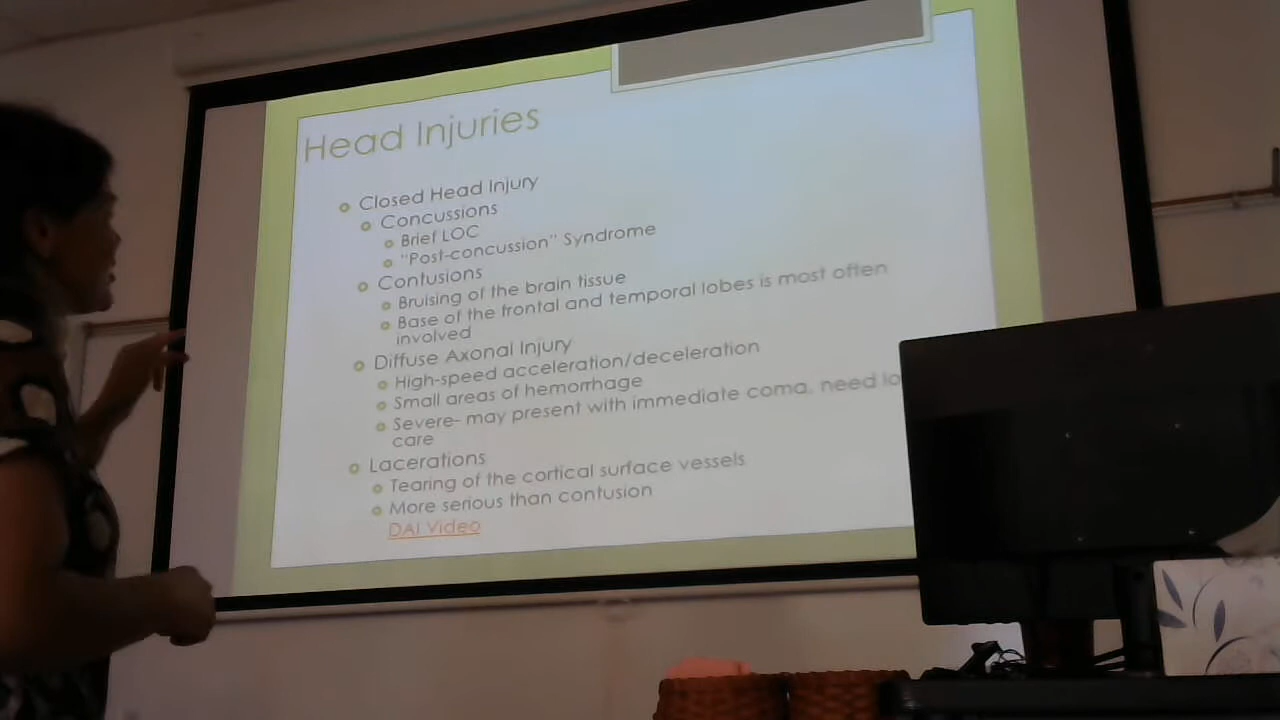 Head Injuries
Closed Head Injury
Concussions
Brief LOC
"Post-concussion" Syndrome
Contusions
Bruising of the brain tissue
Base of the frontal and temporal lobes is most often
involved
Diffuse Axonal Injury
High-speed acceleration/deceleration
Small areas of hemorrhage
Severe- may present with immediate coma, need
care
Lacerations
Tearing of the cortical surface vessels
More serious than contusion
DAI Video